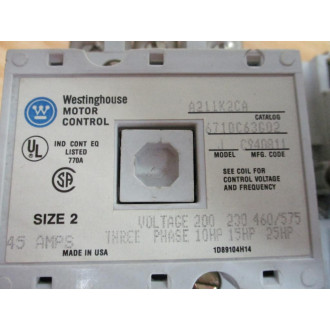 Westinghouse
MOTOR
CONTROL
A211K2CA
CATALOG
6710C63G02
MODEL MFG. CODE
UL
IND CONT EQ
LISTED
770A
SEE COIL FOR
CONTROL VOLTAGE
AND FREQUENCY
SIZE 2
VOLTAGE 200 230 460/575
45 AMPS THREE PHASE 10HP 15HP 25HP
MADE IN USA
1D89104H14